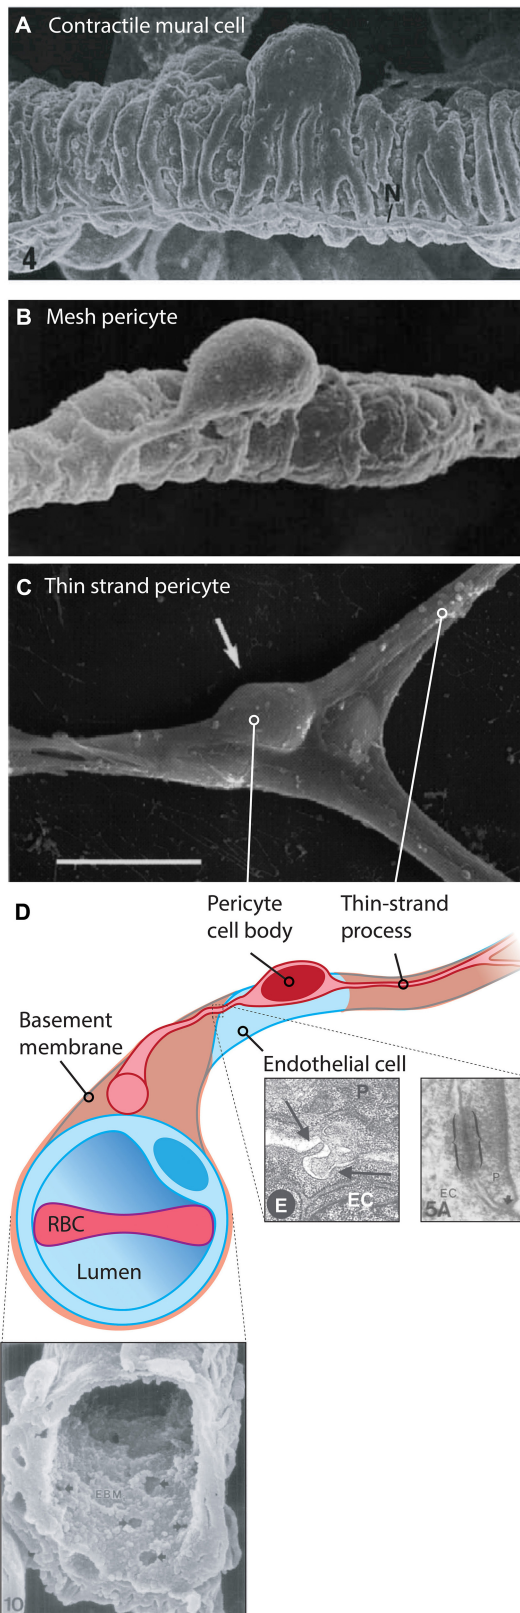 A Contractile mural cell
N
4
B Mesh pericyte
C Thin strand pericyte
D
Pericyte
cell body
Thin-strand
process
Basement
membrane
Endothelial cell
P
E
EC
P
EC
5A
RBC
Lumen
EBM
10